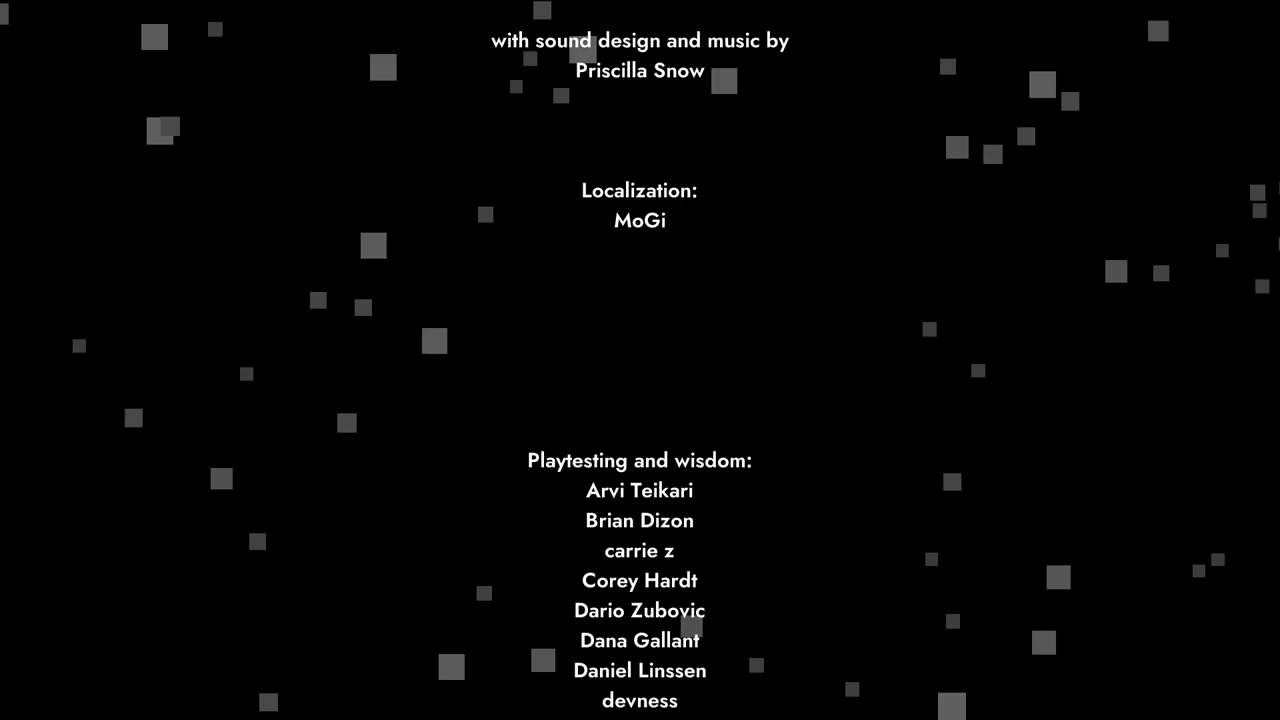 with sound design and music by
Priscilla Snow
Localization:
MoGi
Playtesting and wisdom:
Arvi Teikari
Brian Dizon
carrie z
Corey Hardt
Dario Zubovic
Dana Gallant
Daniel Linssen
devness